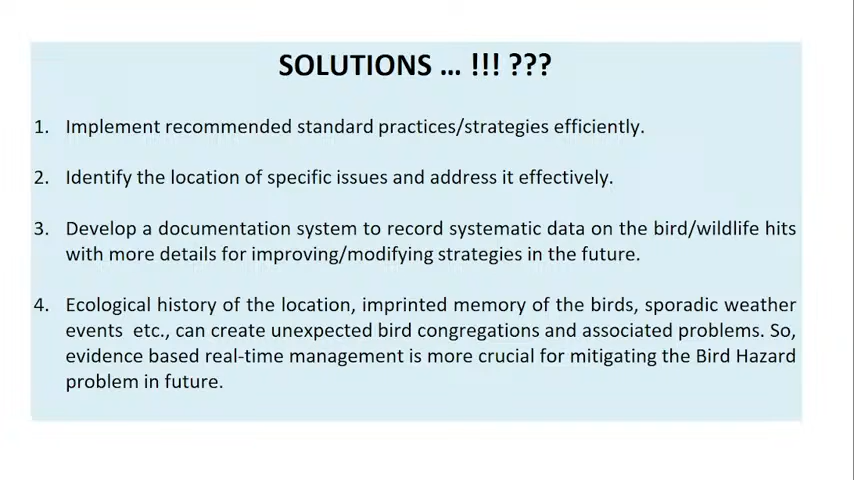 SOLUTIONS … !!! ???
1. Implement recommended standard practices/strategies efficiently.
2. Identify the location of specific issues and address it effectively.
3. Develop a documentation system to record systematic data on the bird/wildlife hits
with more details for improving/modifying strategies in the future.
4. Ecological history of the location, imprinted memory of the birds, sporadic weather
events etc., can create unexpected bird congregations and associated problems. So,
evidence based real-time management is more crucial for mitigating the Bird Hazard
problem in future.